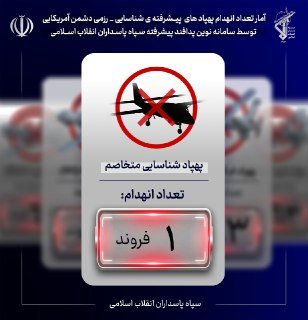 آمار تعداد انهدام پهپاد های پیشرفته ی شناسایی - رزمی دشمن آمریکایی
توسط سامانه نوین پدافند پیشرفته سپاه پاسداران انقلاب اسلامی
پهپاد شناسایی متخاصم
تعداد انهدام:
۱ فروند
۳
سپاه پاسداران انقلاب اسلامی